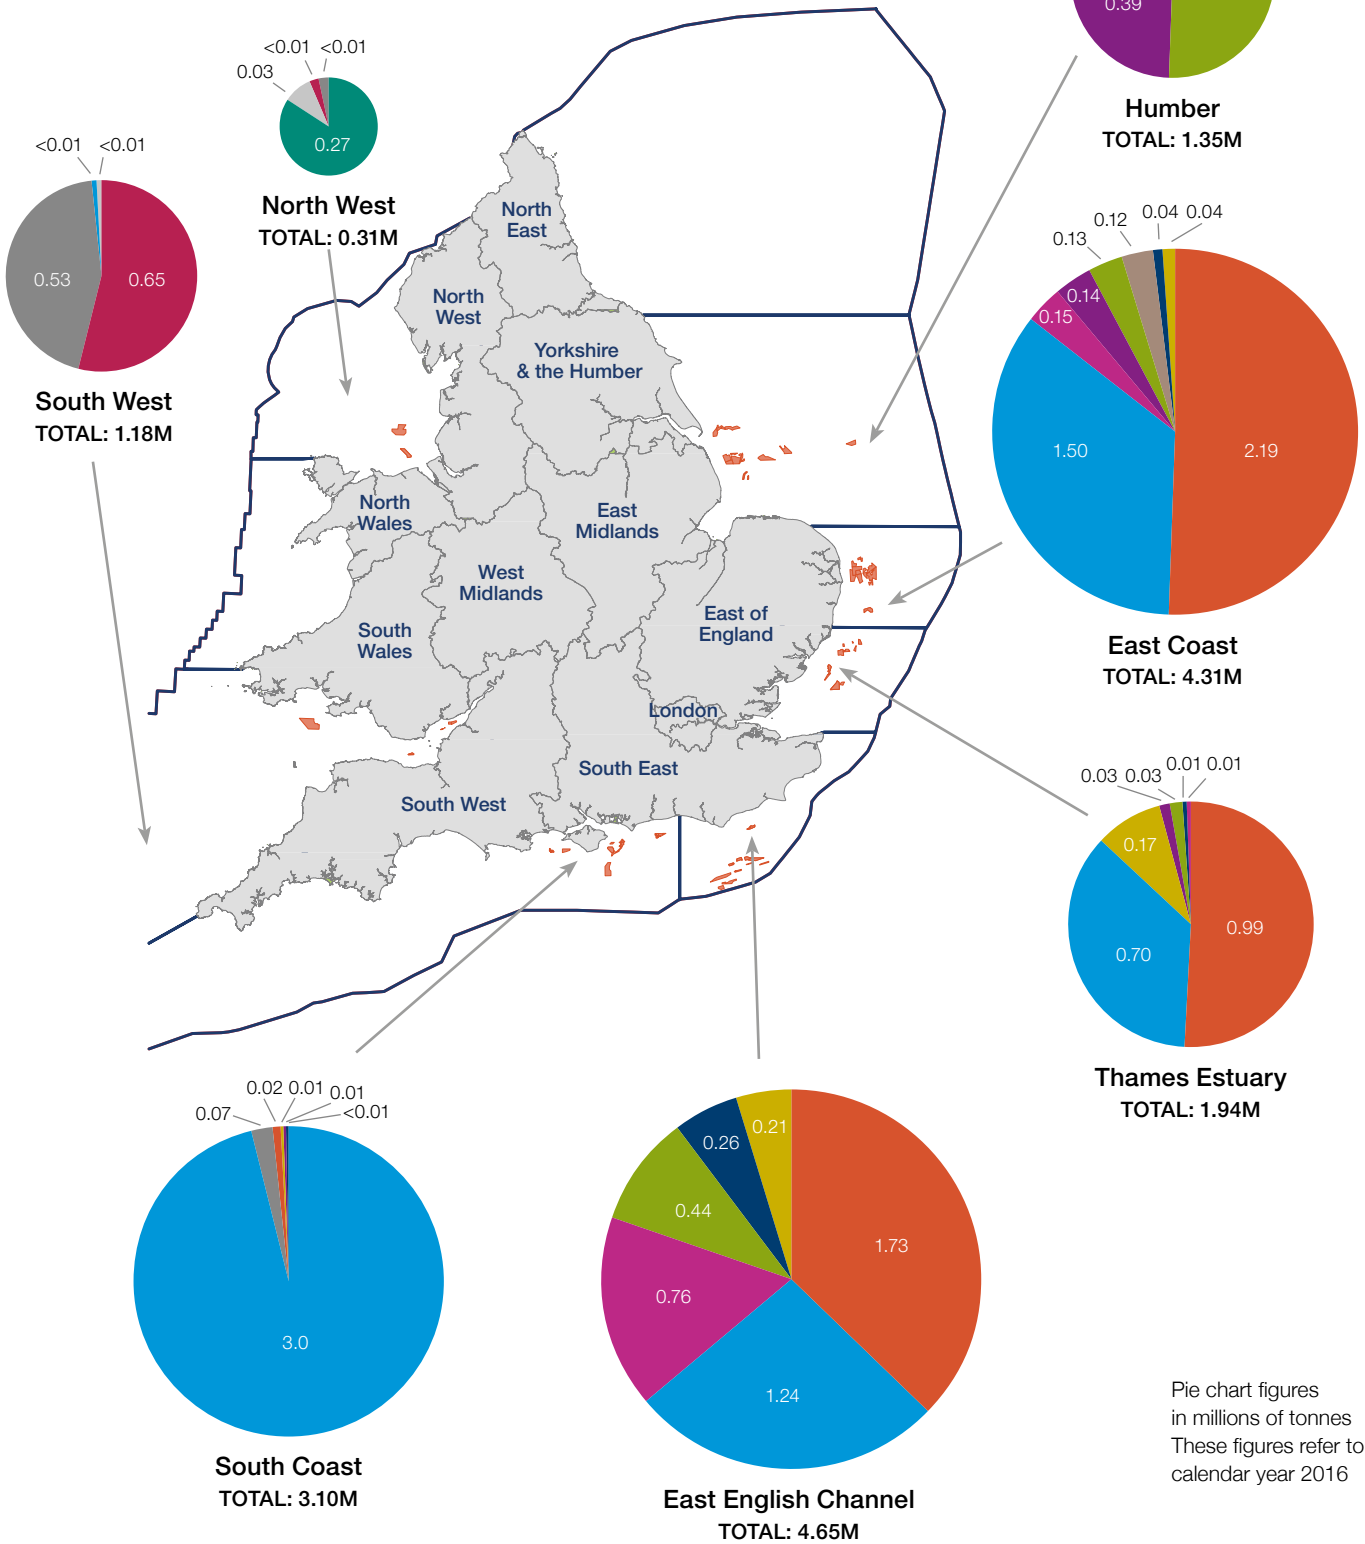 0.39
Humber
TOTAL: 1.35M
<0.01 <0.01
0.03
0.27
North West
TOTAL: 0.31M
<0.01 <0.01
0.53
0.65
South West
TOTAL: 1.18M
0.04 0.04
0.12
0.13
0.14
0.15
1.50
2.19
East Coast
TOTAL: 4.31M
North
East
North
West
Yorkshire
& the Humber
North
Wales
East
Midlands
West
Midlands
South
Wales
East of
England
London
South East
South West
0.01 0.01
0.03 0.03
0.17
0.70
0.99
Thames Estuary
TOTAL: 1.94M
0.02 0.01 0.01
0.07
<0.01
3.0
South Coast
TOTAL: 3.10M
0.21
0.26
0.44
0.76
1.24
1.73
East English Channel
TOTAL: 4.65M
Pie chart figures
in millions of tonnes
These figures refer to
calendar year 2016